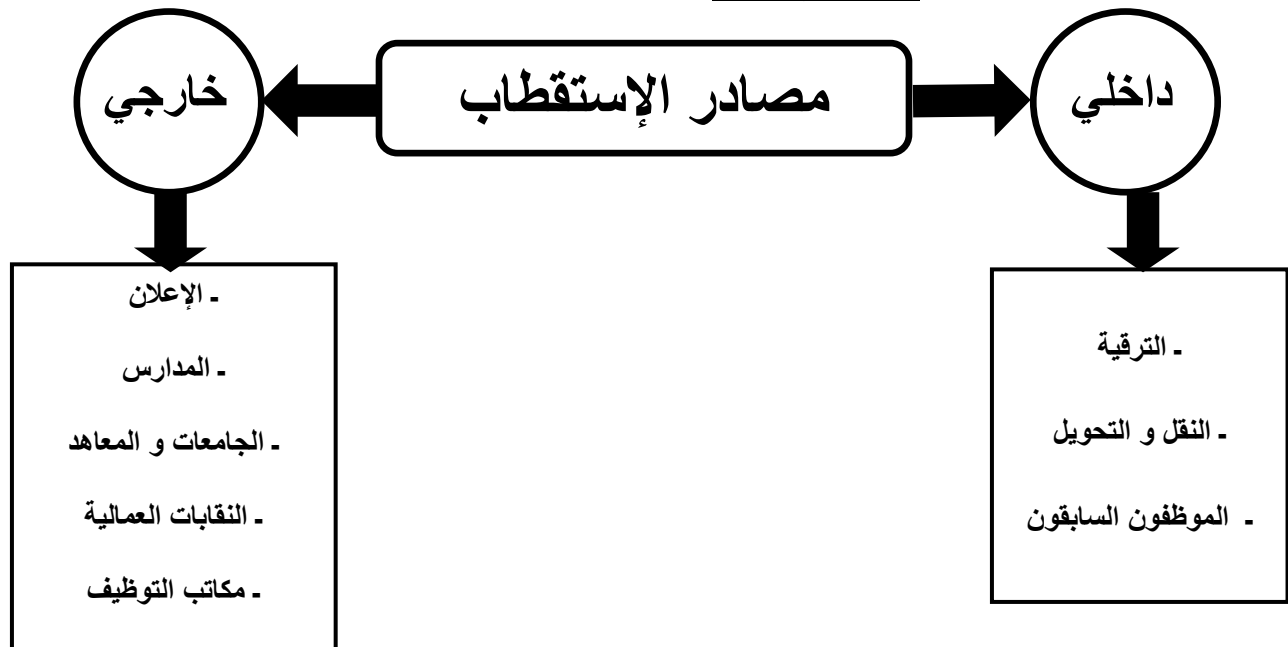 مصادر الإستقطاب
داخلي
- الترقية
- النقل و التحويل
- الموظفون السابقون
خارجي
- الإعلان
- المدارس
- الجامعات و المعاهد
- النقابات العمالية
- مكاتب التوظيف